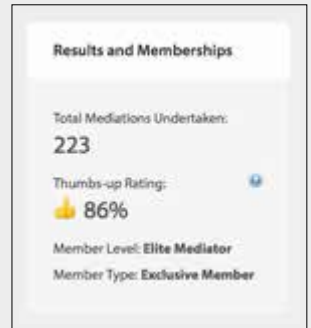 Results and Memberships
Total Mediations Undertaken:
223
Thumbs-up Rating:
86%
Member Level: Elite Mediator
Member Type: Exclusive Member